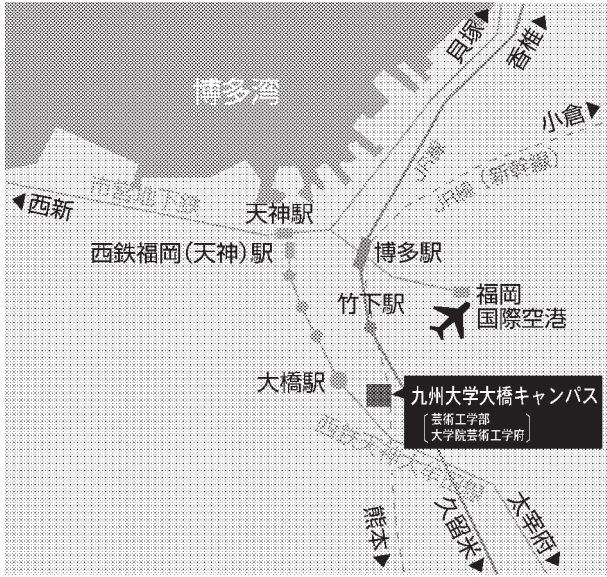 貝塚
香椎
博多湾
小倉
JR線
JR線（新幹線）
市営地下鉄
西新
天神駅
西鉄福岡（天神）駅
博多駅
福岡
国際空港
竹下駅
大橋駅
九州大学大橋キャンパス
芸術工学部
大学院芸術工学府
西鉄天神大牟田線
熊本
久留米
太宰府